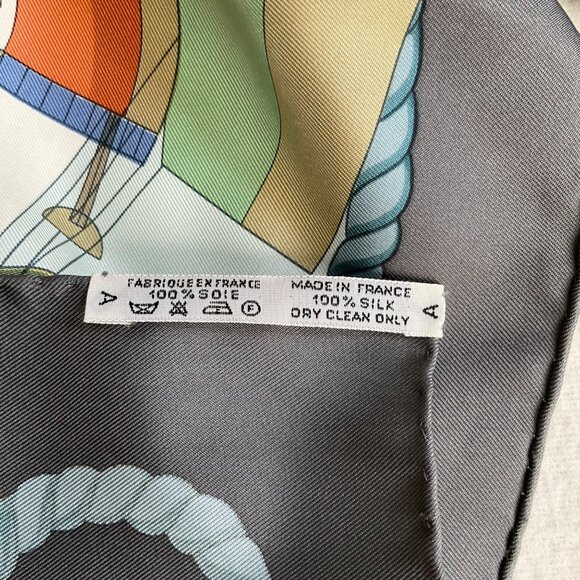 FABRIQUE EN FRANCE
100% SOIE
F
A
MADE IN FRANCE
100% SILK
DRY CLEAN ONLY
A